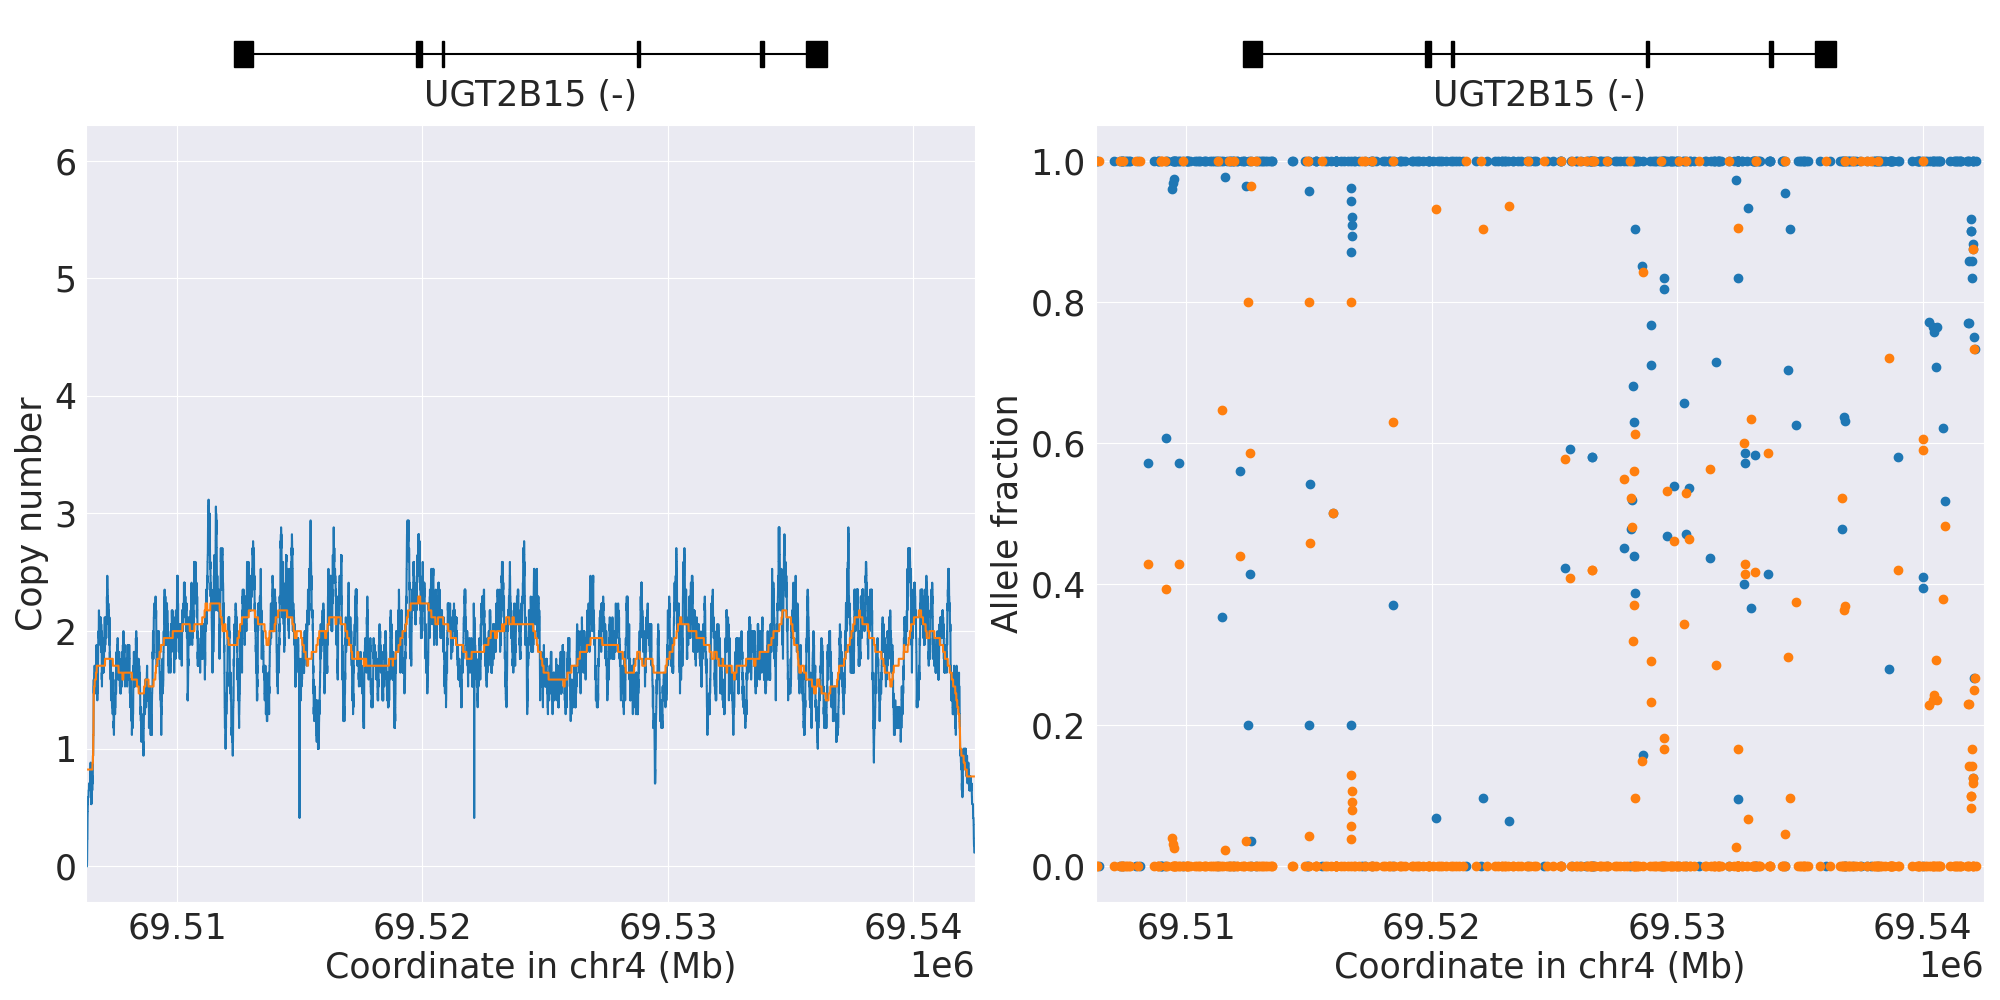 UGT2B15 (-)
6
5
4
3
2
1
0
Copy number
69.51
69.52
69.53
69.54
Coordinate in chr4 (Mb)
1e6
UGT2B15 (-)
1.0
0.8
0.6
0.4
0.2
0.0
Allele fraction
69.51
69.52
69.53
69.54
Coordinate in chr4 (Mb)
1e6